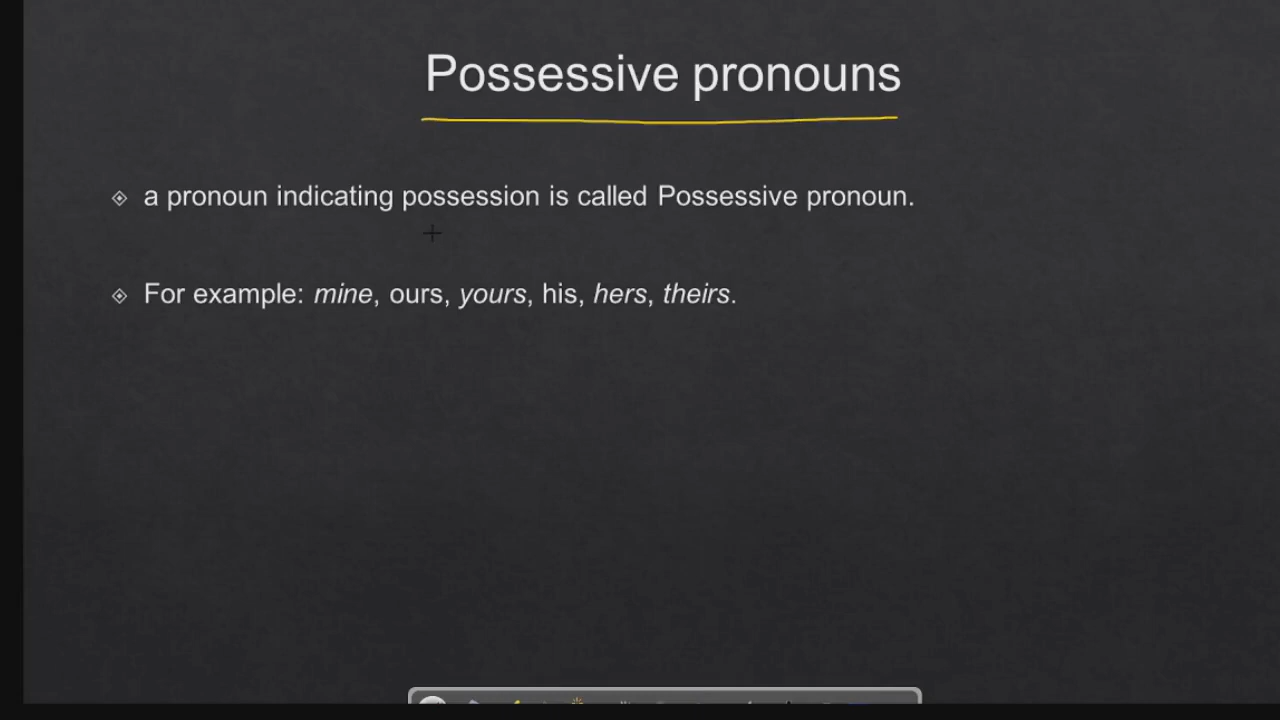 Possessive pronouns
a pronoun indicating possession is called Possessive pronoun.
For example: mine, ours, yours, his, hers, theirs.